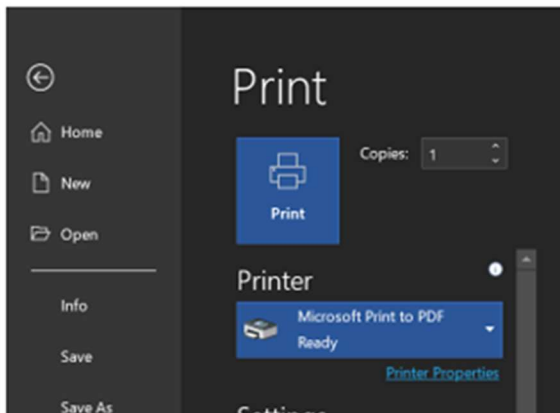 Print
Home
New
Open
Info
Save
Save As
Copies: 1
Print
Printer
Microsoft Print to PDF
Ready
Printer Properties
Settings